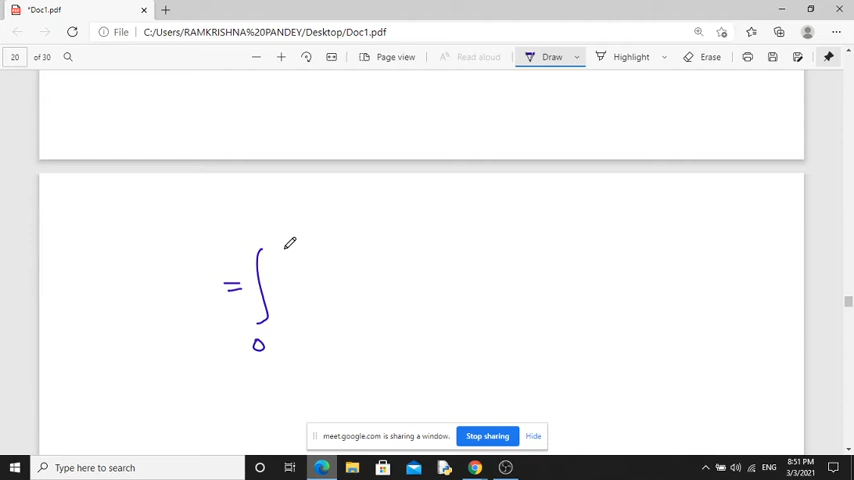 *Doc1.pdf
File C:/Users/RAMKRISHNA%20PANDEY/Desktop/Doc1.pdf
20 of 30 Page view Read aloud Draw Highlight Erase
= ∫
0
meet.google.com is sharing a window. Stop sharing Hide
Type here to search
ENG
8:51 PM
3/3/2021